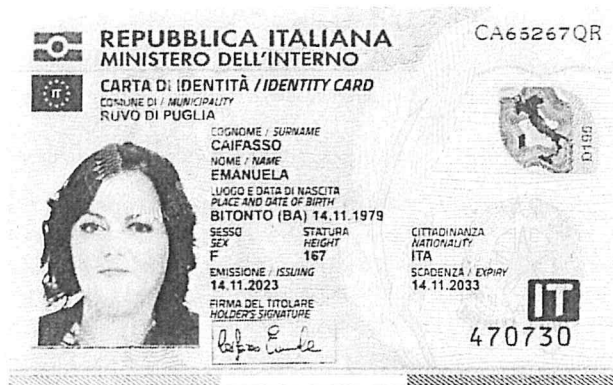 REPUBBLICA ITALIANA
MINISTERO DELL'INTERNO
CA65267QR
CARTA DI IDENTITÀ / IDENTITY CARD
COMUNE DI / MUNICIPALITY
RUVO DI PUGLIA
COGNOME / SURNAME
CAIFASSO
NOME / NAME
EMANUELA
LUOGO E DATA DI NASCITA
PLACE AND DATE OF BIRTH
BITONTO (BA) 14.11.1979
SESSO STATURA CITTADINANZA
SEX HEIGHT NATIONALITY
F 167 ITA
EMISSIONE / ISSUING SCADENZA / EXPIRY
14.11.2023 14.11.2033
FIRMA DEL TITOLARE
HOLDER'S SIGNATURE
IT
470730